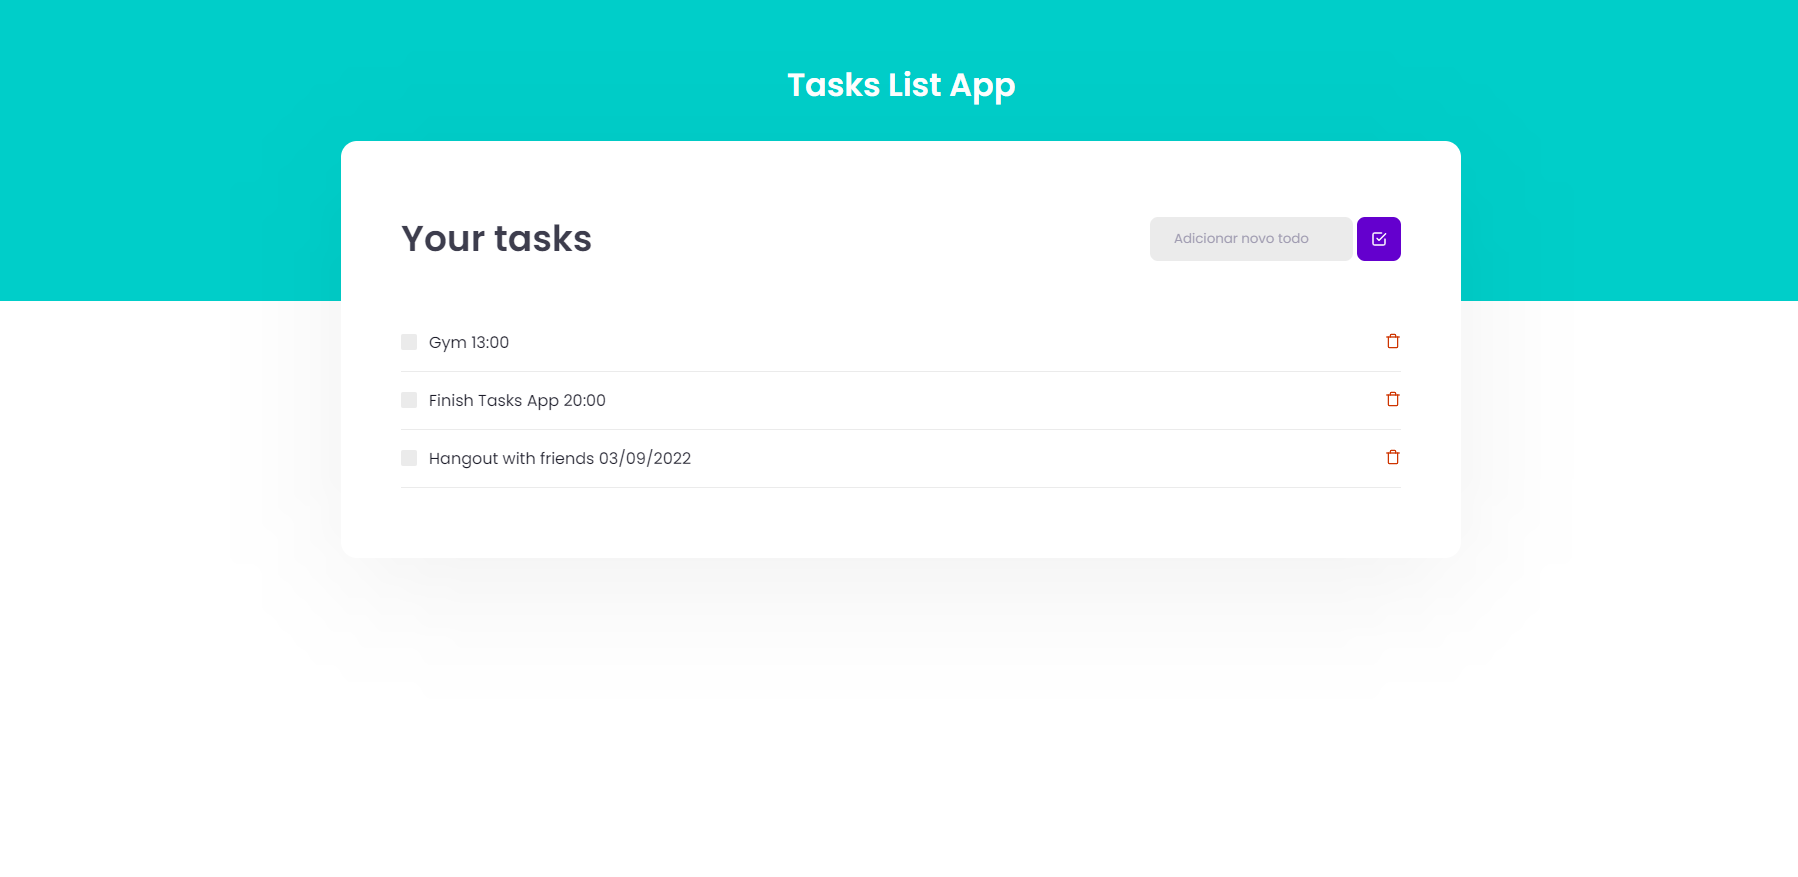 Tasks List App
Your tasks
Adicionar novo todo
Gym 13:00
Finish Tasks App 20:00
Hangout with friends 03/09/2022